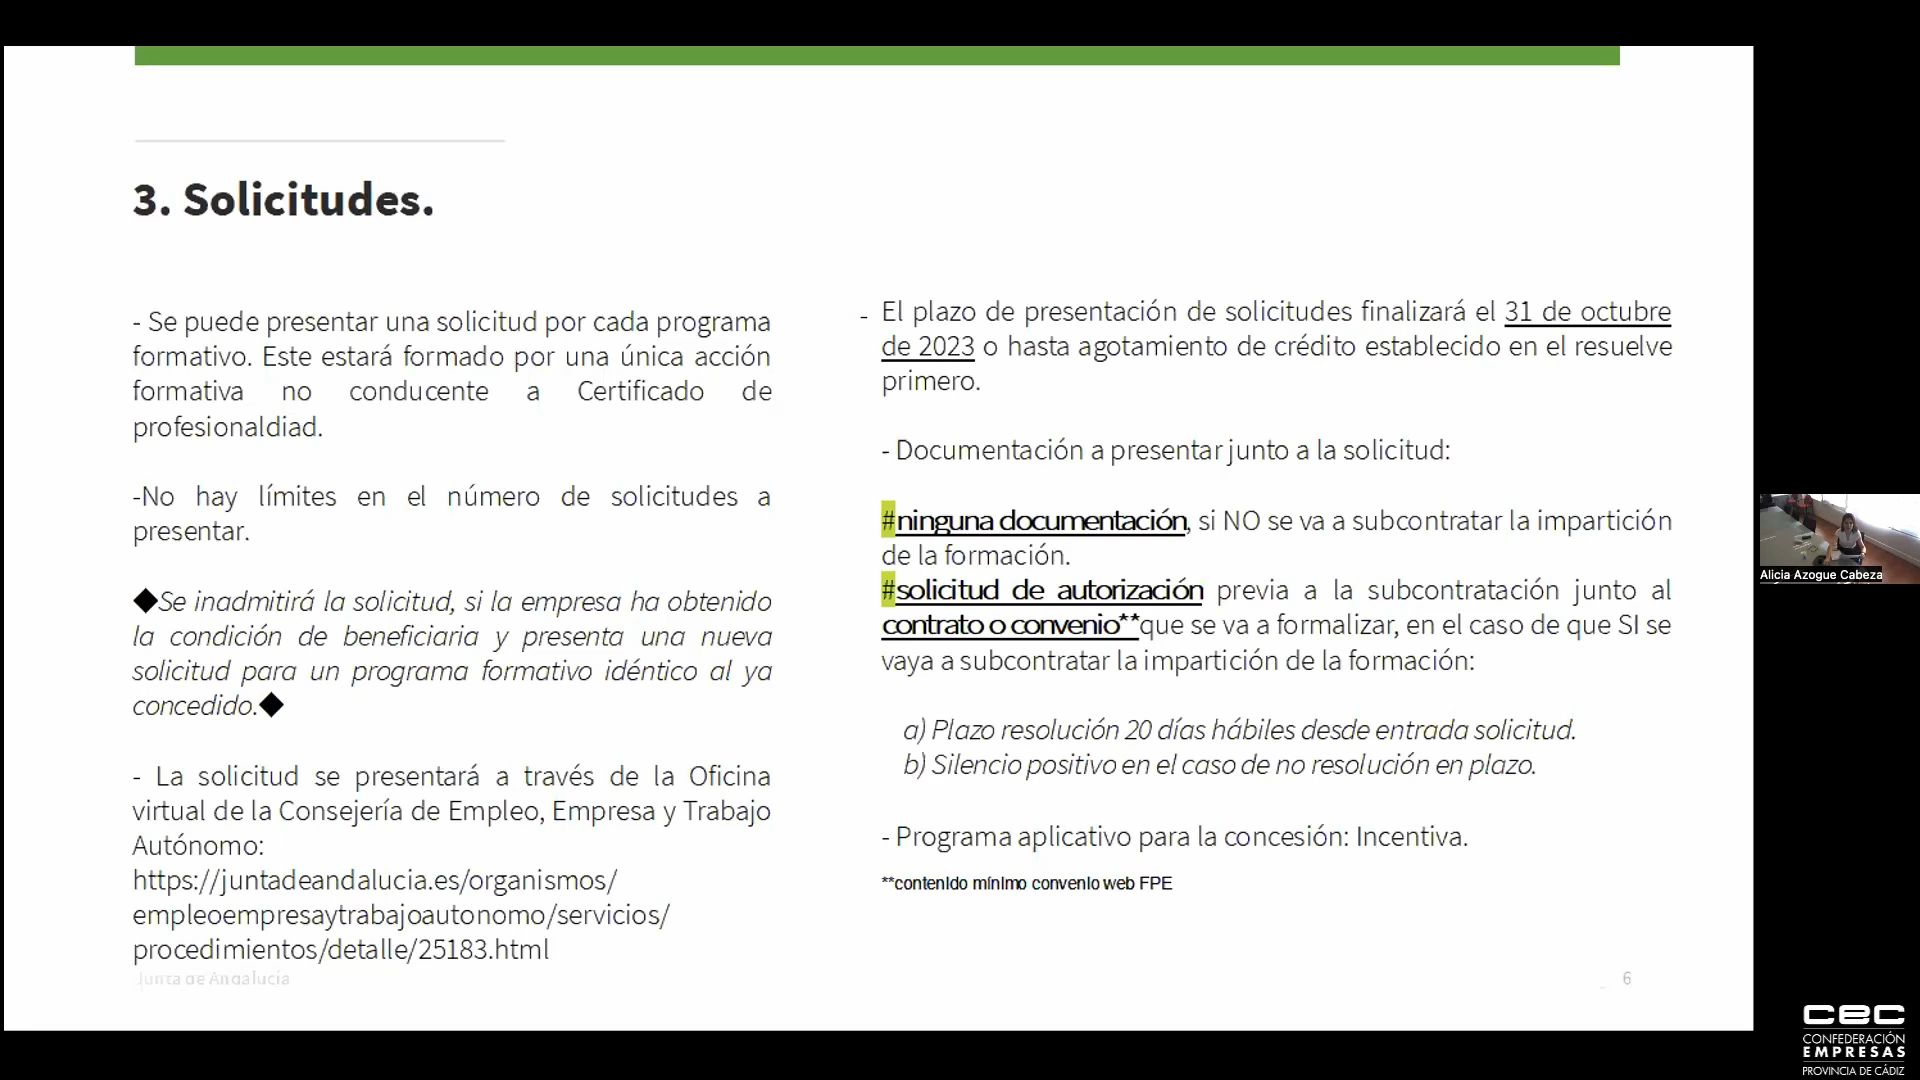 3. Solicitudes.
- Se puede presentar una solicitud por cada programa
formativo. Este estará formado por una única acción
formativa no conducente a Certificado de
profesionaldiad.
-No hay límites en el número de solicitudes a
presentar.
◆Se inadmitirá la solicitud, si la empresa ha obtenido
la condición de beneficiaria y presenta una nueva
solicitud para un programa formativo idéntico al ya
concedido.◆
- La solicitud se presentará a través de la Oficina
virtual de la Consejería de Empleo, Empresa y Trabajo
Autónomo:
https://juntadeandalucia.es/organismos/
empleoempresaytrabajoautonomo/servicios/
procedimientos/detalle/25183.html
Junta de Andalucía
- El plazo de presentación de solicitudes finalizará el 31 de octubre
de 2023 o hasta agotamiento de crédito establecido en el resuelve
primero.
- Documentación a presentar junto a la solicitud:
#ninguna documentación, si NO se va a subcontratar la impartición
de la formación.
#solicitud de autorización previa a la subcontratación junto al
contrato o convenio**que se va a formalizar, en el caso de que SI se
vaya a subcontratar la impartición de la formación:
a) Plazo resolución 20 días hábiles desde entrada solicitud.
b) Silencio positivo en el caso de no resolución en plazo.
- Programa aplicativo para la concesión: Incentiva.
**contenido mínimo convenio web FPE
6
Alicia Azogue Cabeza
cec
CONFEDERACIÓN
EMPRESAS
PROVINCIA DE CÁDIZ